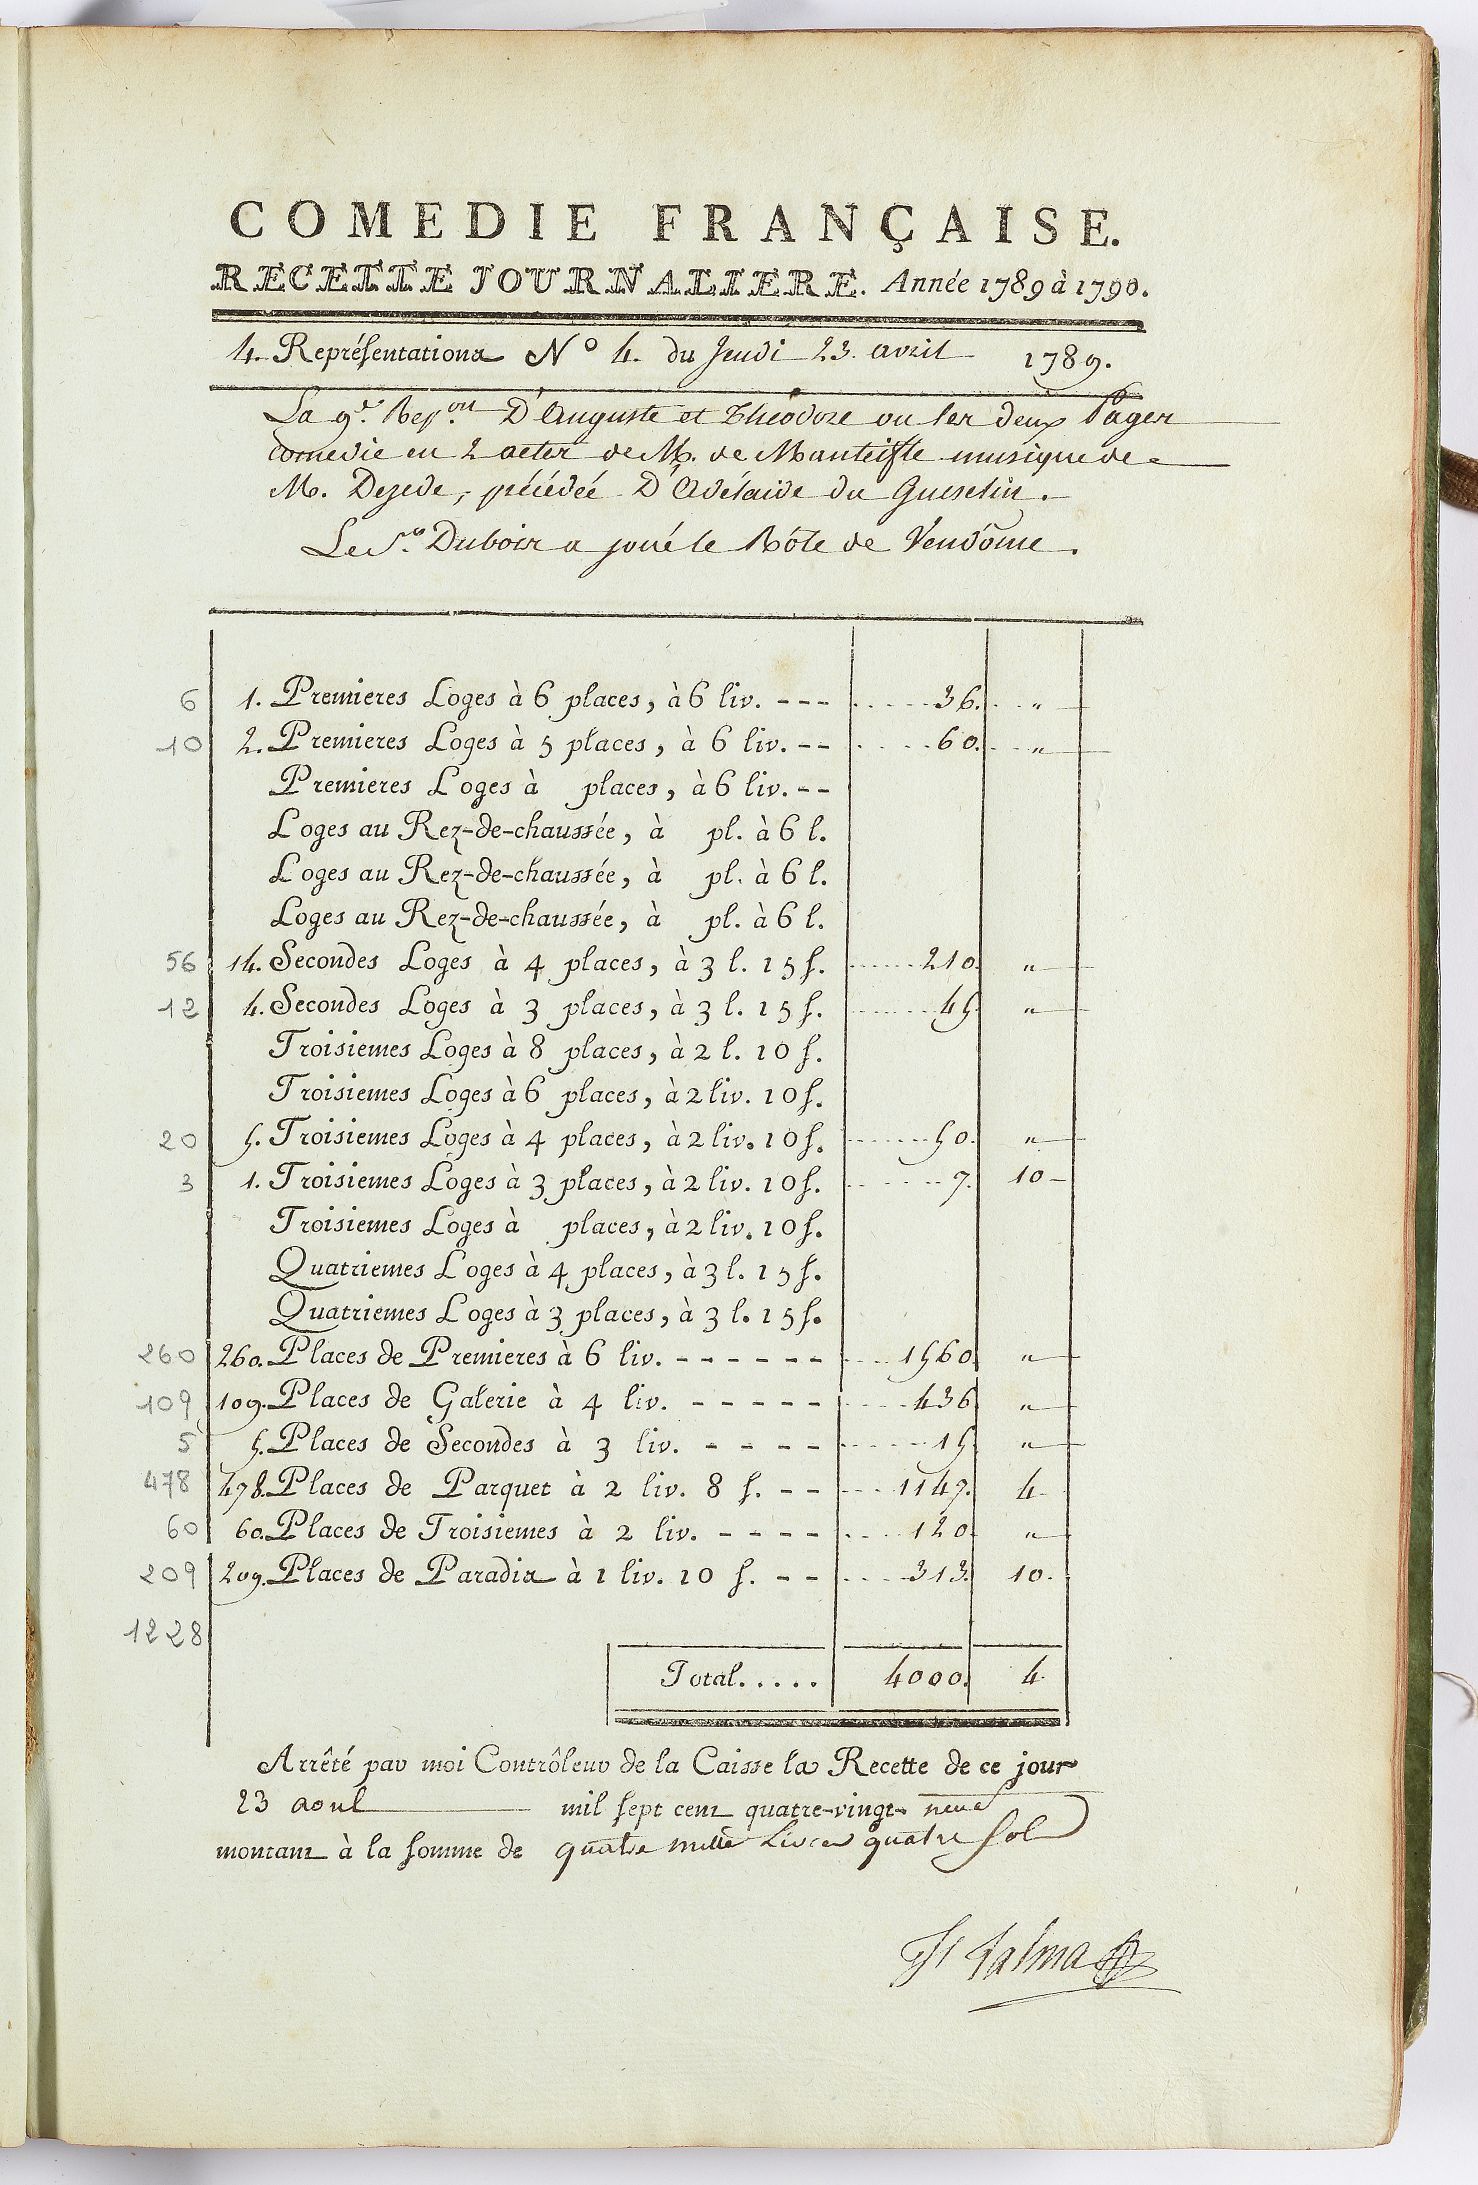 COMEDIE FRANÇAISE.
RECETTE JOURNALIERE. Année 1789 à 1790.
4. Représentations N° 4. du Jeudi 23. avril 1789.
La 9e. Repon. D'Auguste et Théodore ou les deux Pages
comedie en 2 actes de M. de Manteifle musique de
M. Dezede, précédée D'Adélaide du Guesclin.
Le Sr. Dubois a joué le Rôle de Vendôme.
6 1. Premieres Loges à 6 places, à 6 liv. --- 36. "
10 2. Premieres Loges à 5 places, à 6 liv. -- 60. "
Premieres Loges à places, à 6 liv. --
Loges au Rez-de-chaussée, à pl. à 6 l.
Loges au Rez-de-chaussée, à pl. à 6 l.
Loges au Rez-de-chaussée, à pl. à 6 l.
56 14. Secondes Loges à 4 places, à 3 l. 15 s. 210. "
12 4. Secondes Loges à 3 places, à 3 l. 15 s. 45. "
Troisiemes Loges à 8 places, à 2 l. 10 s.
Troisiemes Loges à 6 places, à 2 liv. 10 s.
20 5. Troisiemes Loges à 4 places, à 2 liv. 10 s. 50. "
3 1. Troisiemes Loges à 3 places, à 2 liv. 10 s. 7. 10
Troisiemes Loges à places, à 2 liv. 10 s.
Quatriemes Loges à 4 places, à 3 l. 15 s.
Quatriemes Loges à 3 places, à 3 l. 15 s.
260 260. Places de Premieres à 6 liv. ------ 1560 "
109 109. Places de Galerie à 4 liv. ----- 436 "
5 5. Places de Secondes à 3 liv. ---- 15 "
478 478. Places de Parquet à 2 liv. 8 s. -- 1147. 4
60 60. Places de Troisiemes à 2 liv. ---- 120 "
209 209. Places de Paradis à 1 liv. 10 s. -- 313. 10.
1228
Total..... 4000. 4
Arrêté par moi Contrôleur de la Caisse la Recette de ce jour
23 mil sept cent quatre-vingt- neuf
montant à la somme de quatre mille Livres quatre sols
Talma